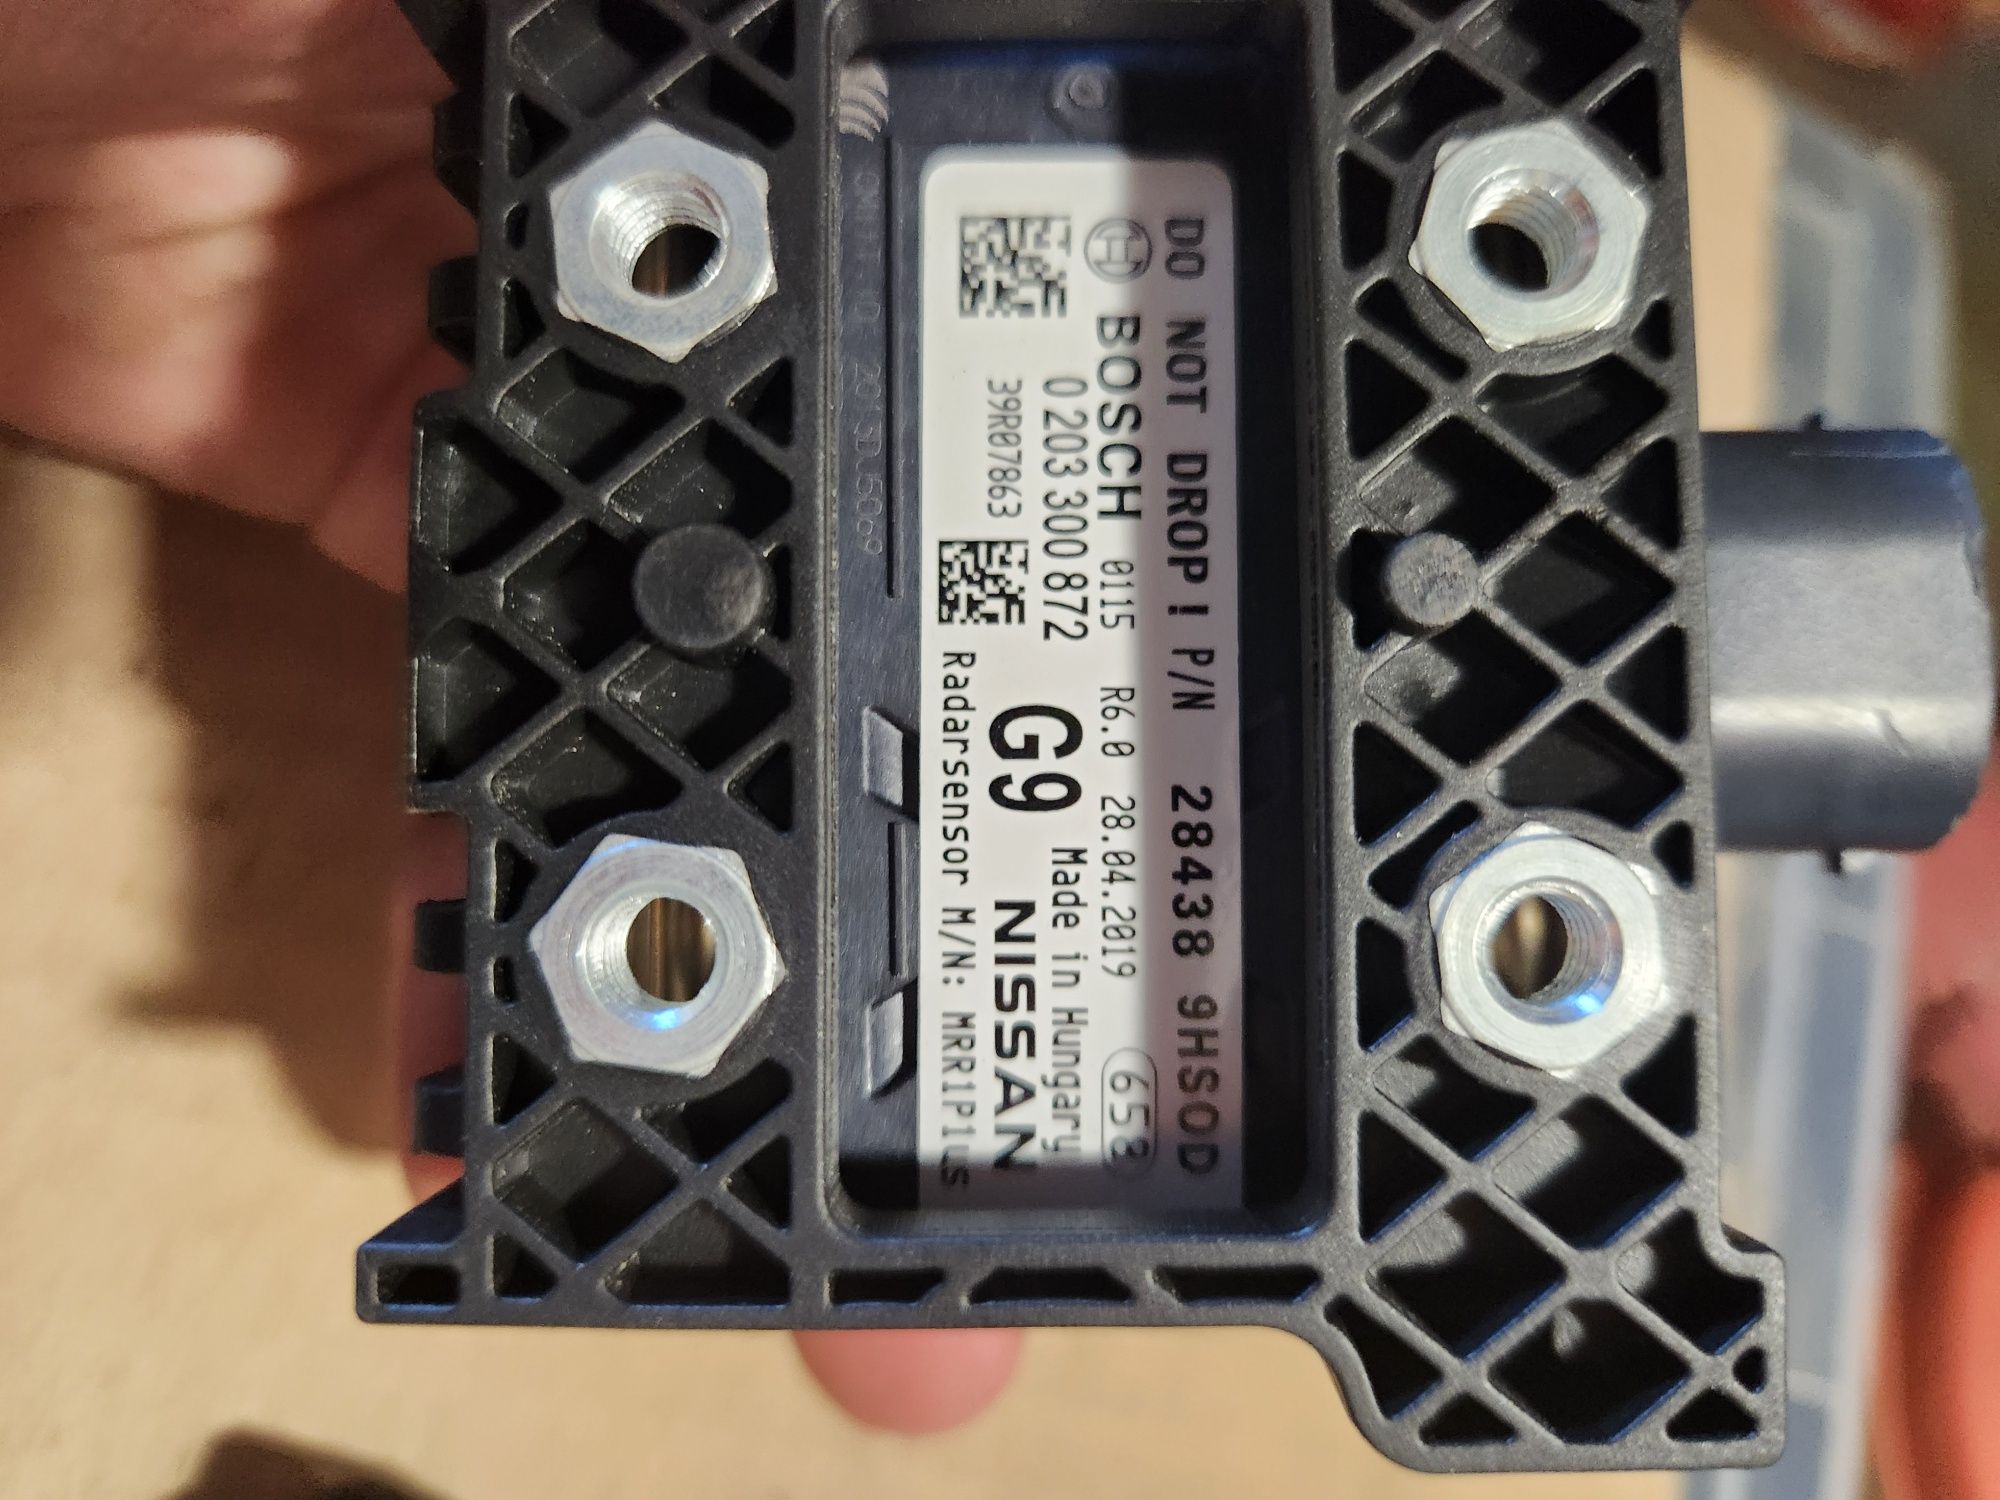 DO NOT DROP! P/N 28438 9HS0D
BOSCH 0115 R6.0 28.04.2019 658
0 203 300 872 Made in Hungary
39R07863 G9 NISSAN
Radarsensor M/N: MRR1P1US